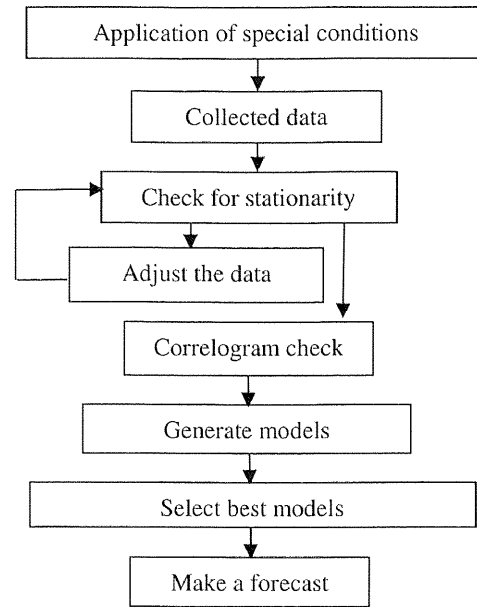 Application of special conditions
Collected data
Check for stationarity
Adjust the data
Correlogram check
Generate models
Select best models
Make a forecast